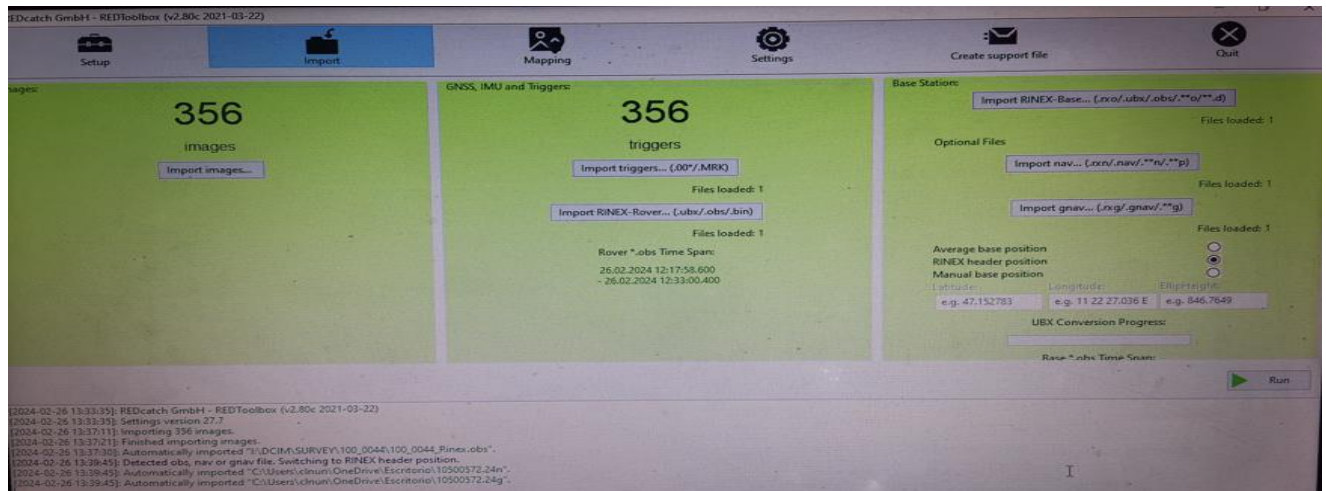 REDcatch GmbH - REDToolbox (v2.80c 2021-03-22)
Setup
Import
Mapping
Settings
Create support file
Quit
ages:
356
images
Import images...
GNSS, IMU and Triggers:
356
triggers
Import triggers... (.00*/.MRK)
Files loaded: 1
Import RINEX-Rover... (.ubx/.obs/.bin)
Files loaded: 1
Rover *.obs Time Span:
26.02.2024 12:17:58.600
- 26.02.2024 12:33:00.400
Base Station:
Import RINEX-Base... (.rxo/.ubx/.obs/.**o/**.d)
Files loaded: 1
Optional Files
Import nav... (.rxn/.nav/.**n/.**p)
Files loaded: 1
Import gnav... (.rxg/.gnav/.**g)
Files loaded: 1
Average base position
RINEX header position
Manual base position
Latitude: Longitude: Ellip.Height:
e.g. 47.152783 e.g. 11 22 27.036 E e.g. 846.7649
UBX Conversion Progress:
Base *.obs Time Span:
Run
[2024-02-26 13:33:35]: REDcatch GmbH - REDToolbox (v2.80c 2021-03-22)
[2024-02-26 13:33:35]: Settings version 27.7
[2024-02-26 13:37:11]: Importing 356 images.
[2024-02-26 13:37:21]: Finished importing images.
[2024-02-26 13:37:30]: Automatically imported "I:\DCIM\SURVEY\100_0044\100_0044_Rinex.obs".
[2024-02-26 13:39:45]: Detected obs, nav or gnav file. Switching to RINEX header position.
[2024-02-26 13:39:45]: Automatically imported "C:\Users\clnun\OneDrive\Escritorio\10500572.24n".
[2024-02-26 13:39:45]: Automatically imported "C:\Users\clnun\OneDrive\Escritorio\10500572.24g".